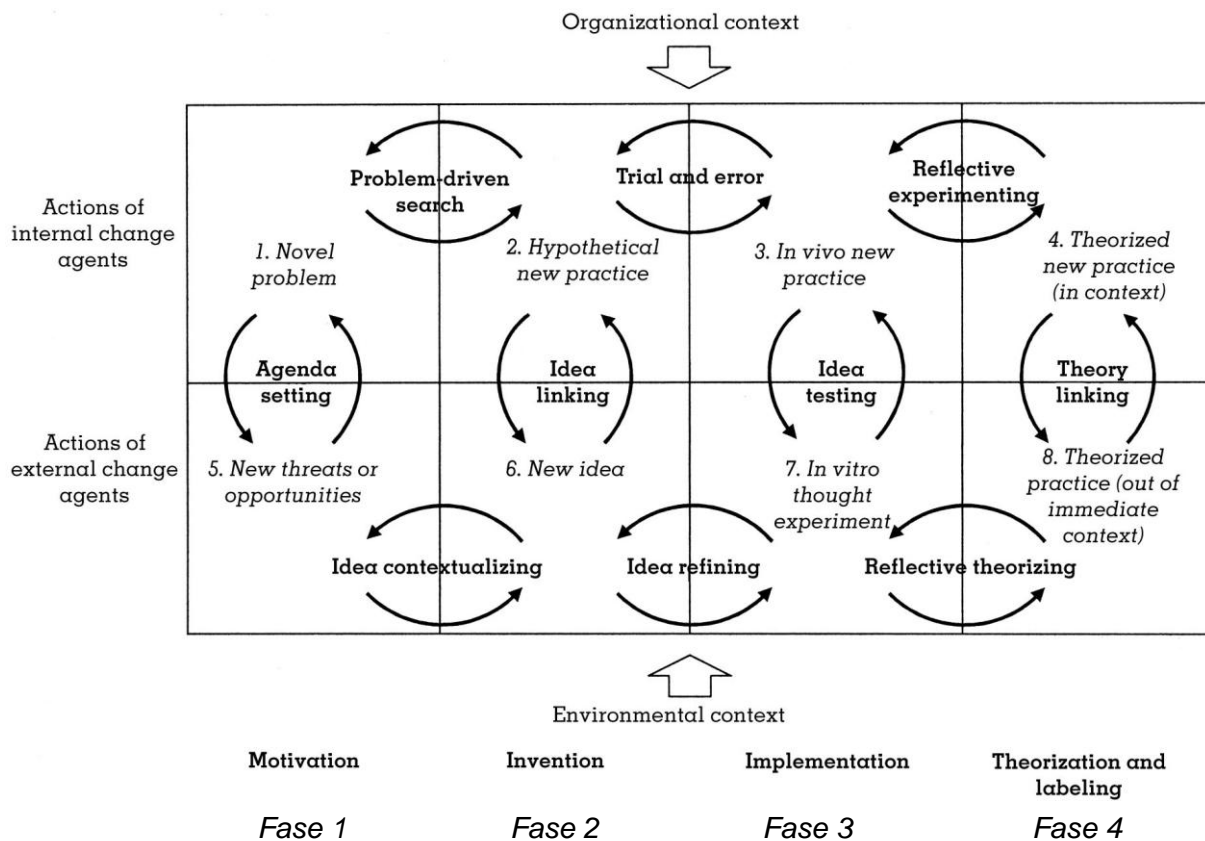 Organizational context
Actions of
internal change
agents
Problem-driven
search
Trial and error
Reflective
experimenting
1. Novel
problem
2. Hypothetical
new practice
3. In vivo new
practice
4. Theorized
new practice
(in context)
Agenda
setting
Idea
linking
Idea
testing
Theory
linking
Actions of
external change
agents
5. New threats or
opportunities
6. New idea
7. In vitro
thought
experiment
8. Theorized
practice (out of
immediate
context)
Idea contextualizing
Idea refining
Reflective theorizing
Environmental context
Motivation
Invention
Implementation
Theorization and
labeling
Fase 1
Fase 2
Fase 3
Fase 4